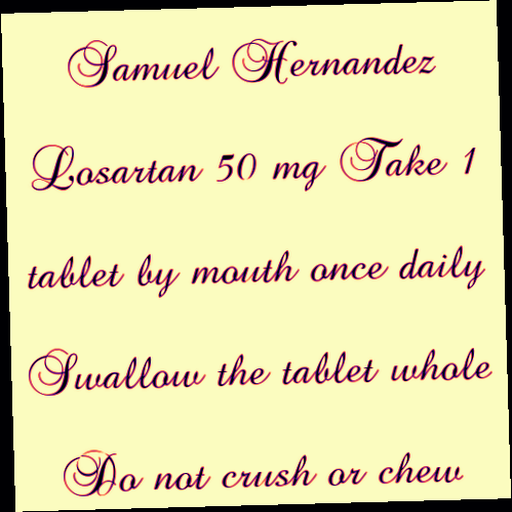 Samuel Hernandez
Losartan 50 mg Take 1
tablet by mouth once daily
Swallow the tablet whole
Do not crush or chew